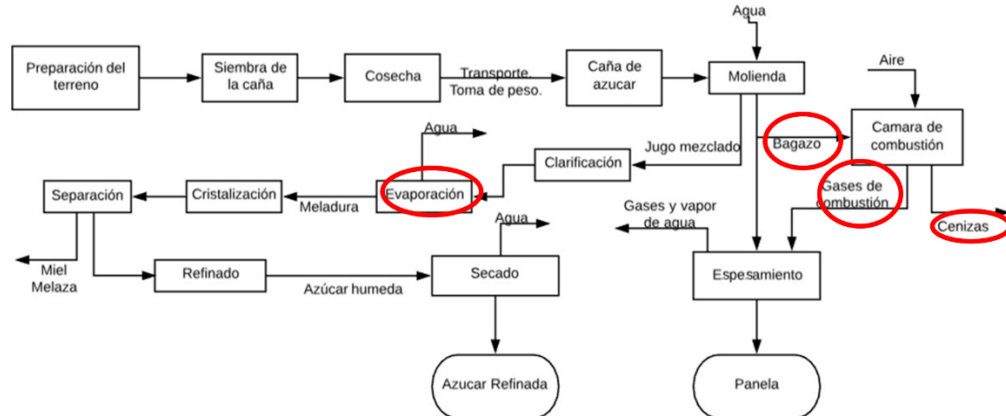 Agua
Preparación del
terreno
Siembra de
la caña
Cosecha
Transporte.
Toma de peso.
Caña de
azucar
Molienda
Aire
Agua
Jugo mezclado
Bagazo
Camara de
combustión
Clarificación
Separación
Cristalización
Meladura
Evaporación
Gases de
combustión
Cenizas
Gases y vapor
de agua
Agua
Miel
Melaza
Refinado
Azúcar humeda
Secado
Espesamiento
Azucar Refinada
Panela